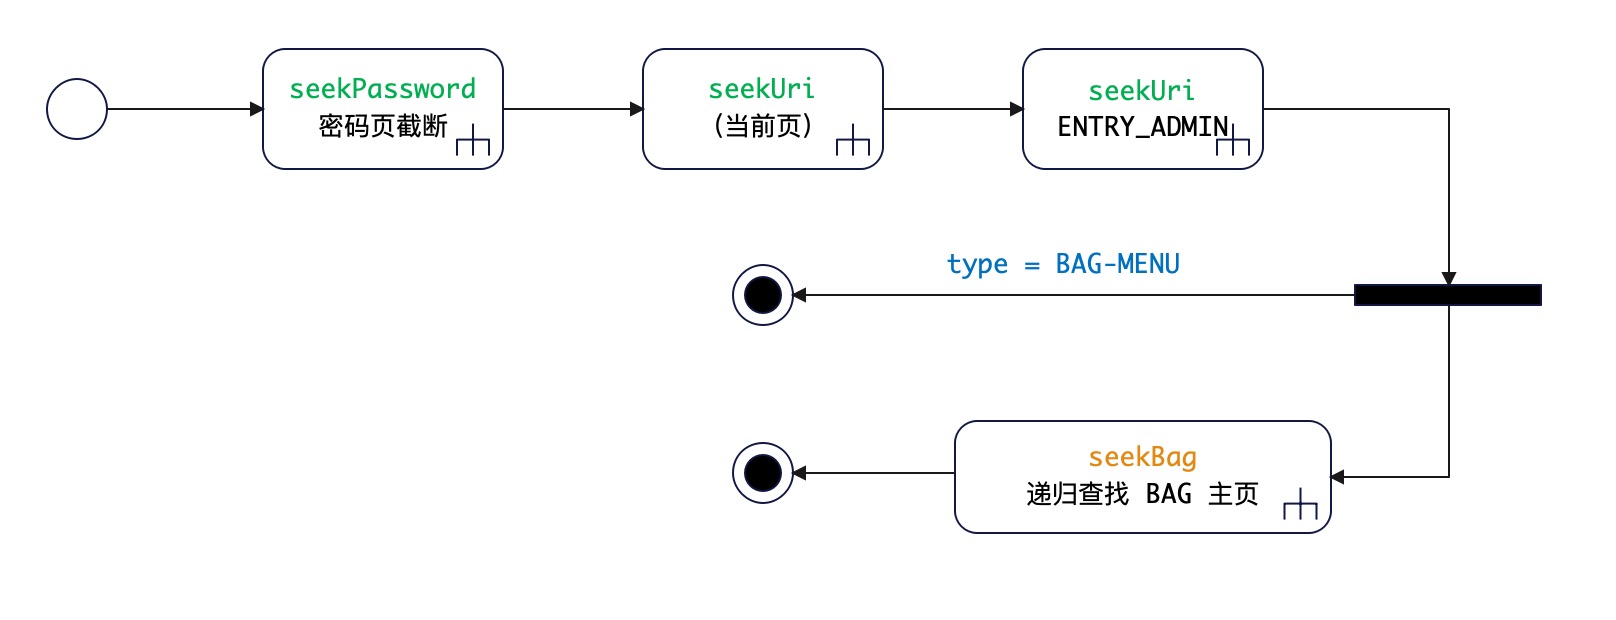 seekPassword
密码页截断
seekUri
(当前页)
seekUri
ENTRY_ADMIN
type = BAG-MENU
seekBag
递归查找 BAG 主页